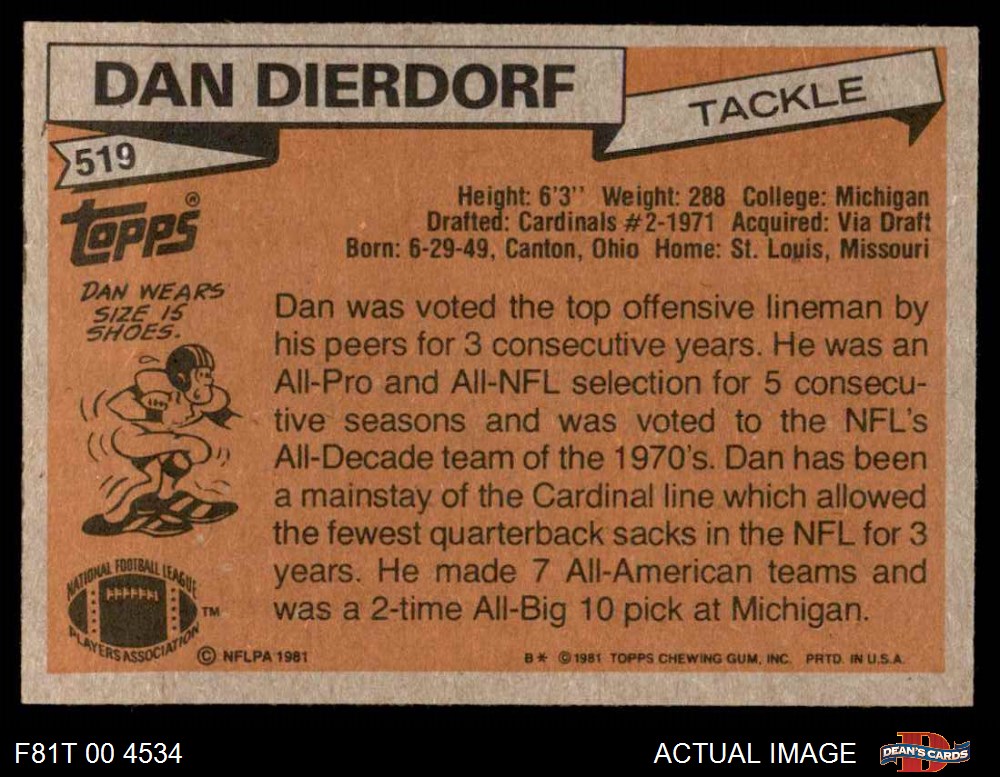 DAN DIERDORF
TACKLE
519
TOPPS®
Height: 6'3'' Weight: 288 College: Michigan
Drafted: Cardinals #2-1971 Acquired: Via Draft
Born: 6-29-49, Canton, Ohio Home: St. Louis, Missouri
DAN WEARS
SIZE 15
SHOES.
Dan was voted the top offensive lineman by
his peers for 3 consecutive years. He was an
All-Pro and All-NFL selection for 5 consecu-
tive seasons and was voted to the NFL's
All-Decade team of the 1970's. Dan has been
a mainstay of the Cardinal line which allowed
the fewest quarterback sacks in the NFL for 3
years. He made 7 All-American teams and
was a 2-time All-Big 10 pick at Michigan.
NATIONAL FOOTBALL LEAGUE
PLAYERS ASSOCIATION
TM
© NFLPA 1981
B* © 1981 TOPPS CHEWING GUM, INC. PRTD. IN U.S.A.
F81T 00 4534
ACTUAL IMAGE
D
DEAN'S CARDS